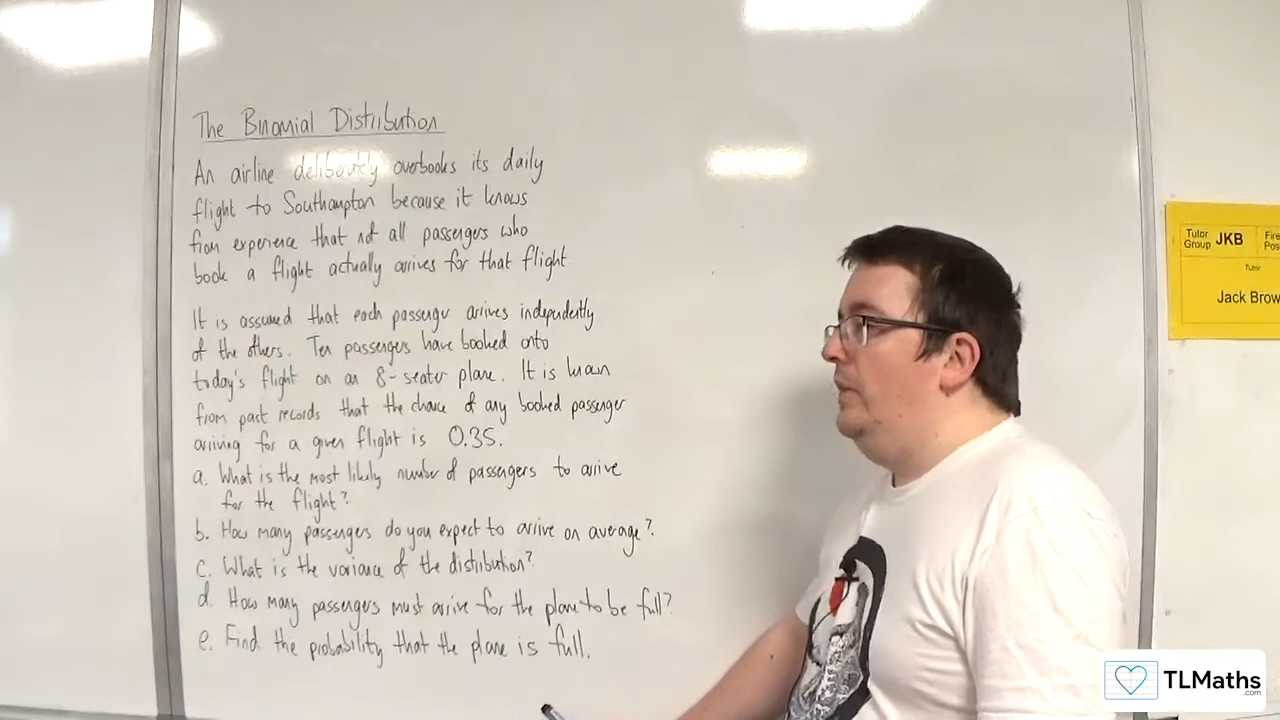 The Binomial Distribution
An airline deliberately overbooks its daily
flight to Southampton because it knows
from experience that not all passengers who
book a flight actually arrives for that flight
It is assumed that each passenger arrives independently
of the others. Ten passengers have booked onto
today's flight on an 8-seater plane. It is known
from past records that the chance of any booked passenger
arriving for a given flight is 0.35.
a. What is the most likely number of passengers to arrive
for the flight?
b. How many passengers do you expect to arrive on average?
c. What is the variance of the distribution?
d. How many passengers must arrive for the plane to be full?
e. Find the probability that the plane is full.
Tutor Group JKB
Fire
Tutor
Jack Brow
TLMaths
.com